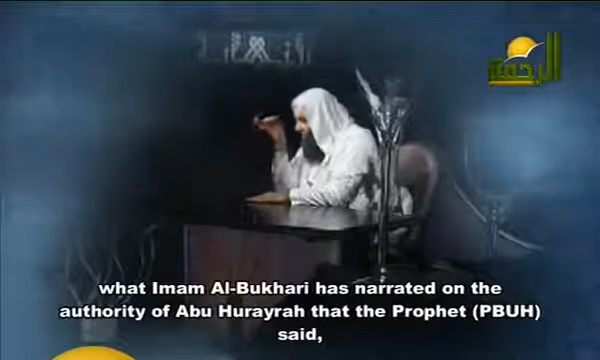 الرحمة
what Imam Al-Bukhari has narrated on the
authority of Abu Hurayrah that the Prophet (PBUH)
said,